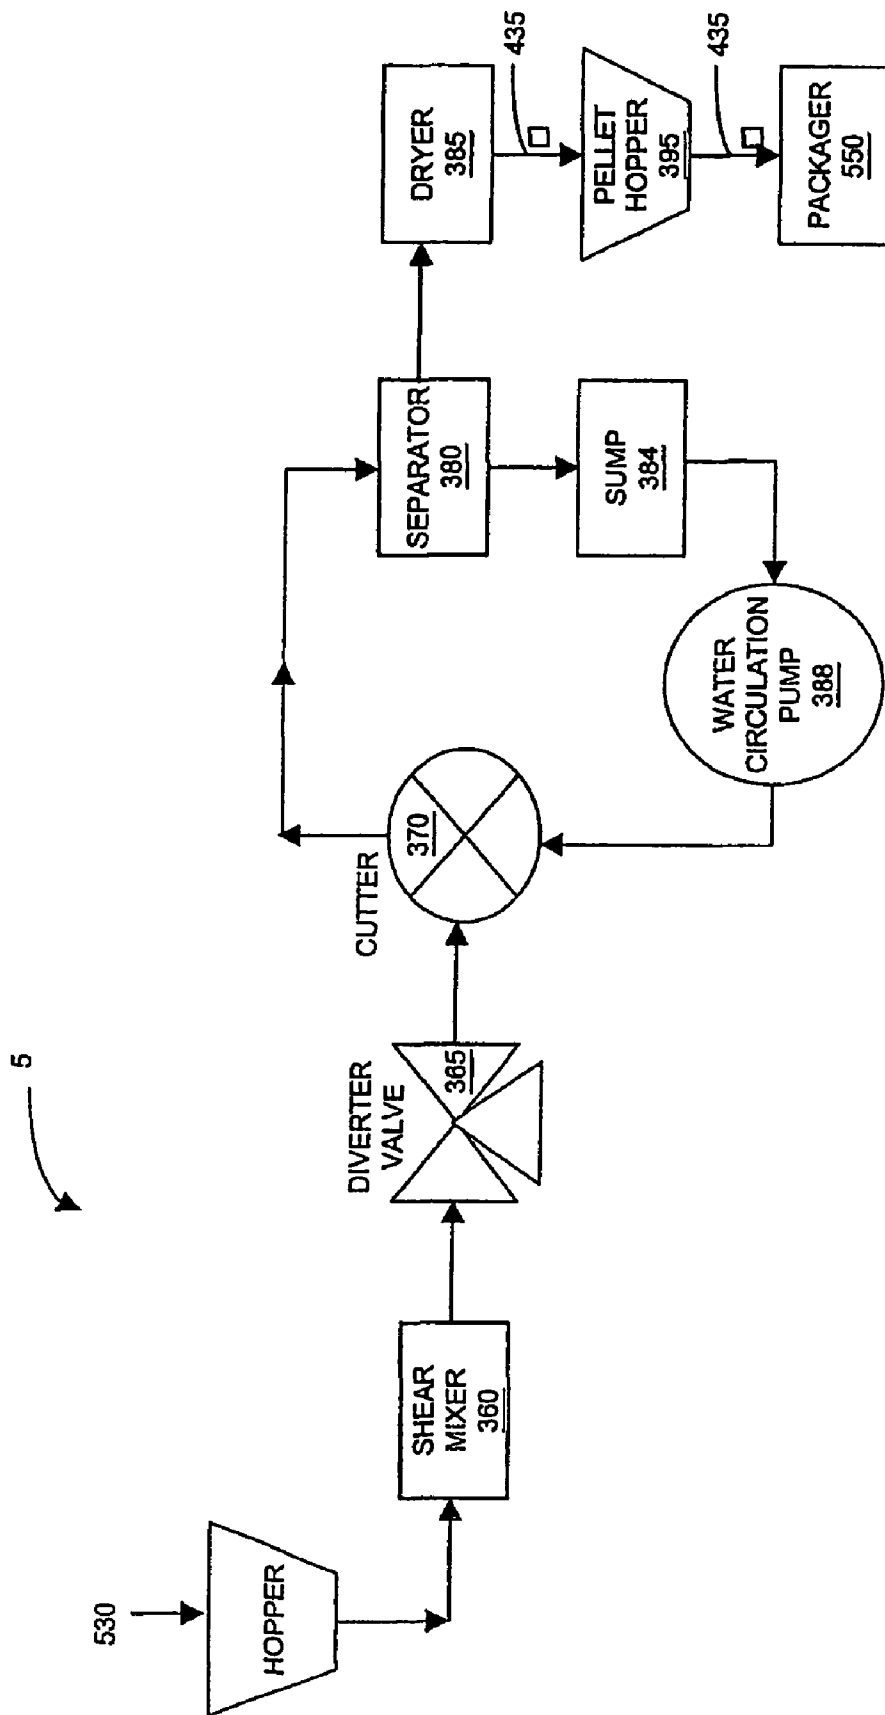 5
530
HOPPER
SHEAR
MIXER
360
DIVERTER
VALVE
365
CUTTER
370
SEPARATOR
380
SUMP
384
WATER
CIRCULATION
PUMP
388
DRYER
385
435
PELLET
HOPPER
395
435
PACKAGER
550